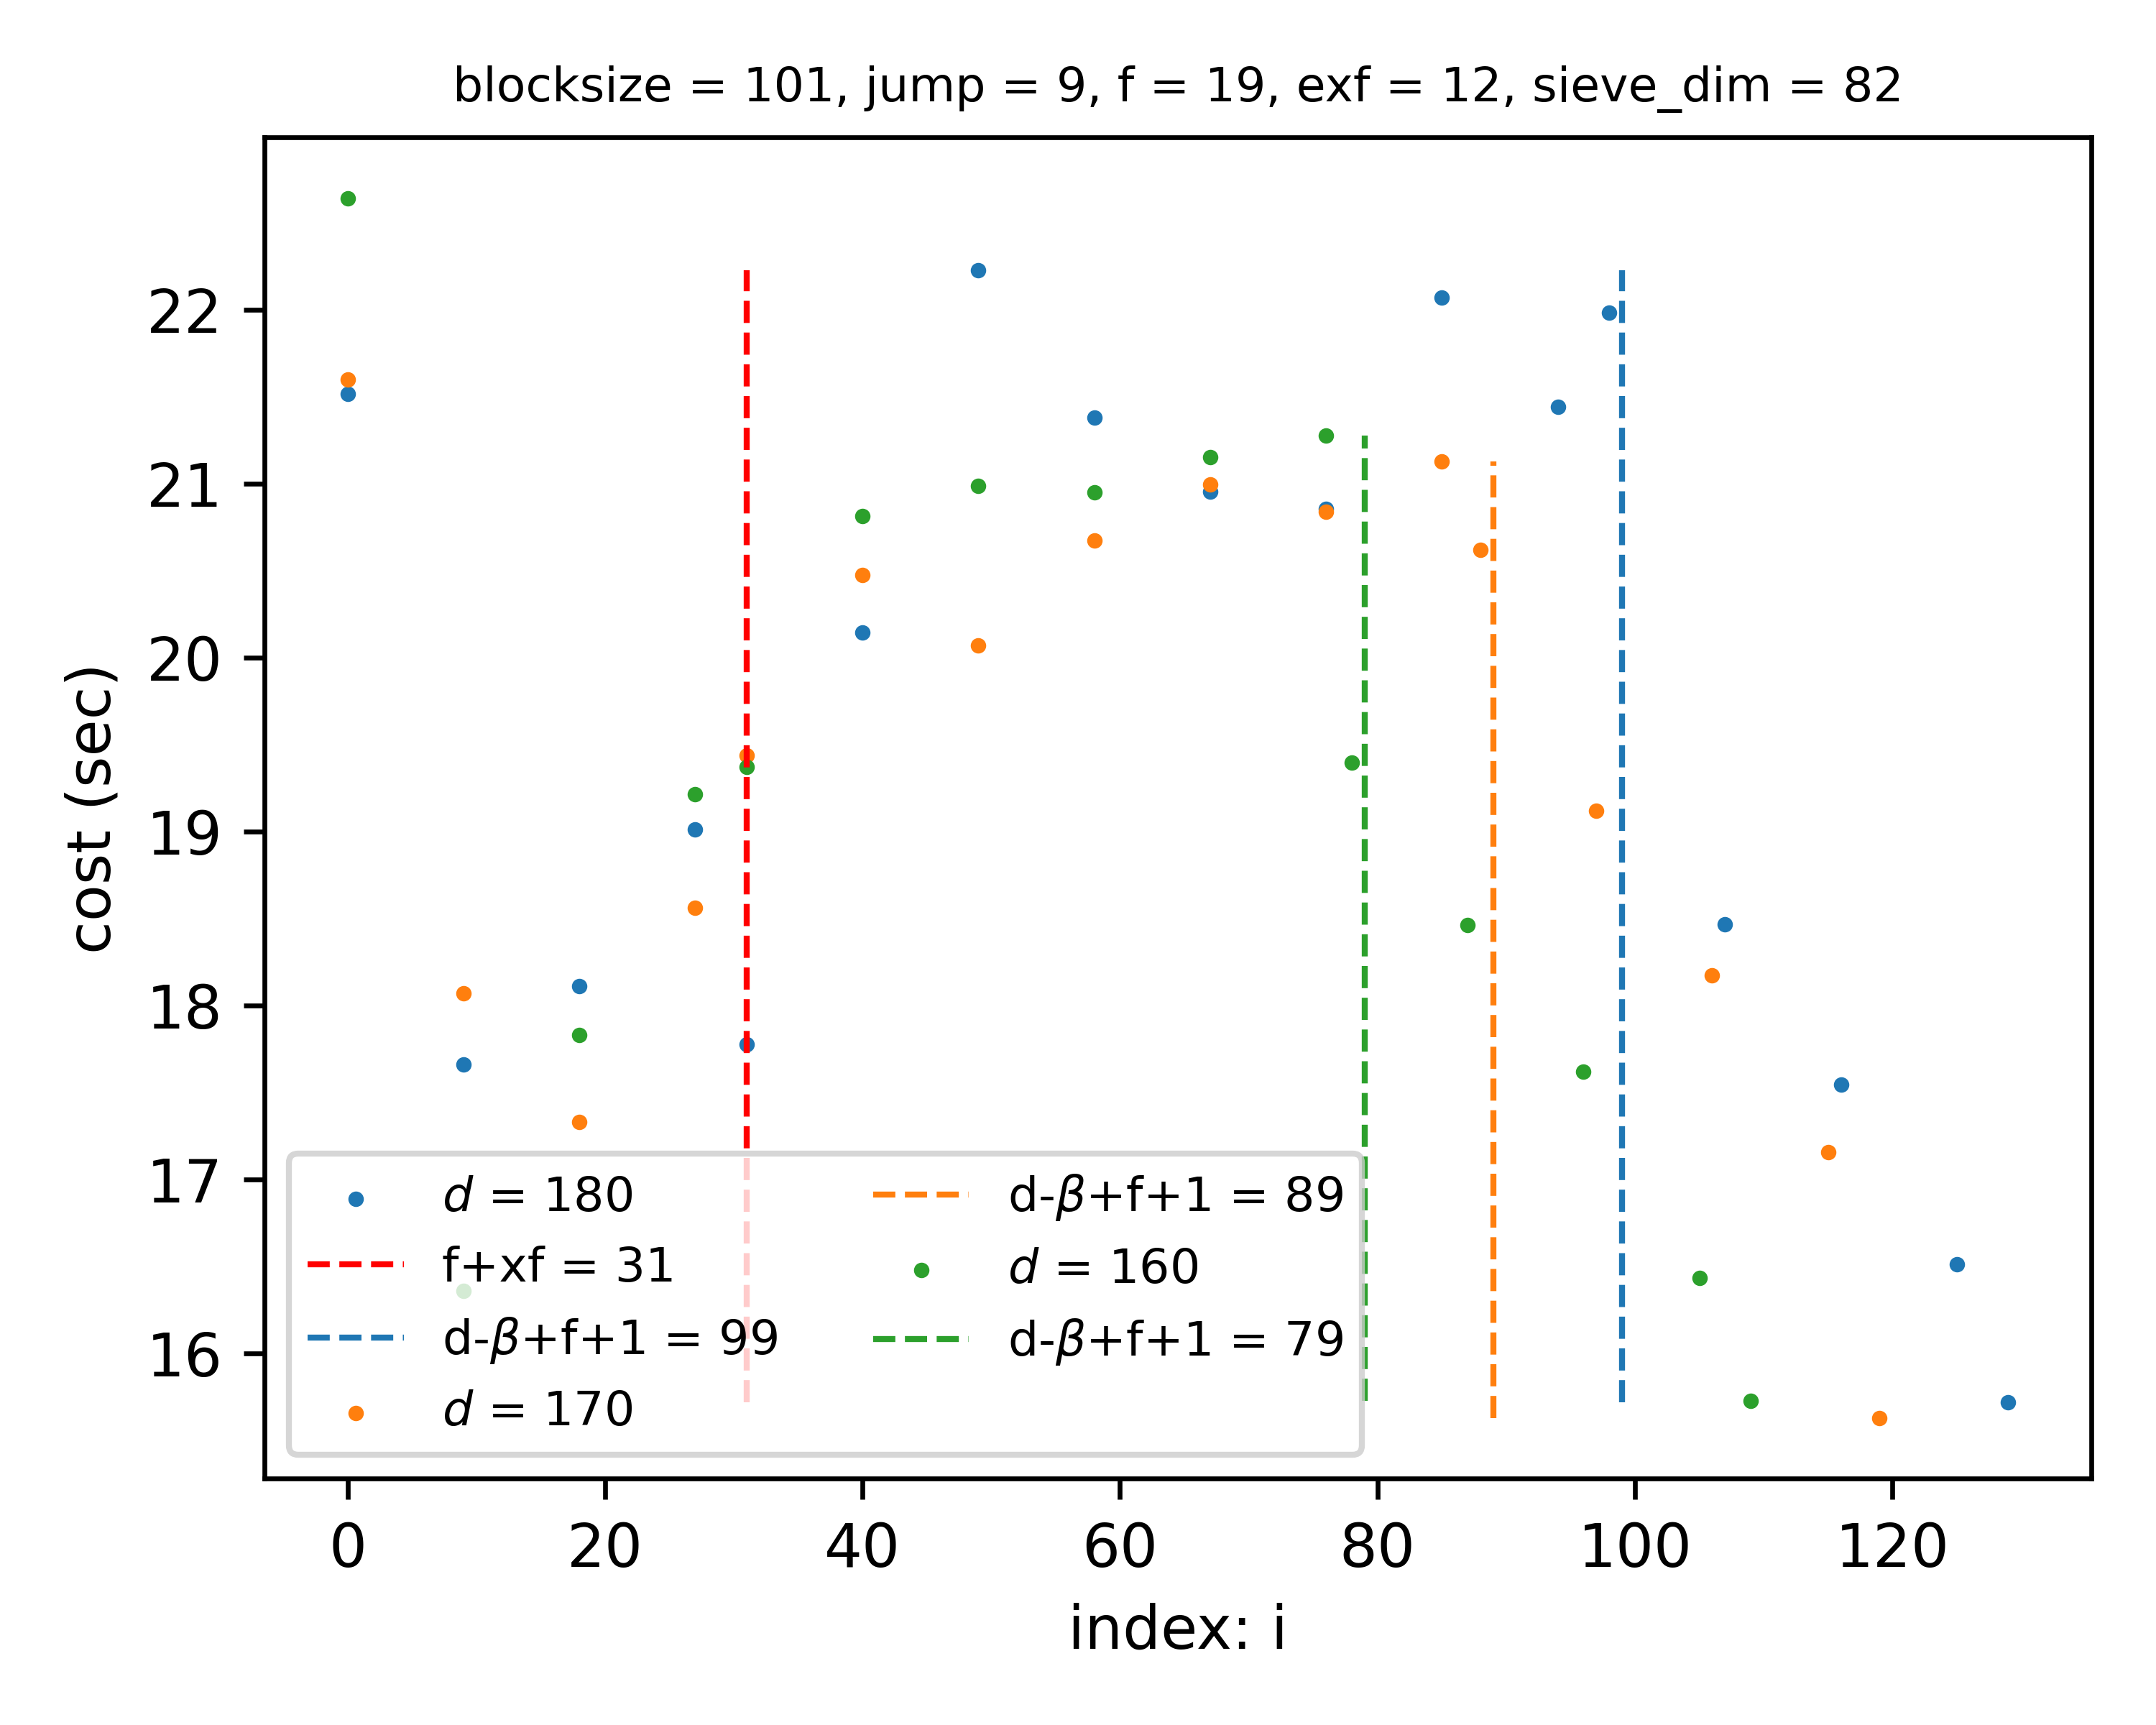 blocksize = 101, jump = 9, f = 19, exf = 12, sieve_dim = 82
cost (sec)
22
21
20
19
18
17
16
d = 180
f+xf = 31
d-β+f+1 = 99
d = 170
d-β+f+1 = 89
d = 160
d-β+f+1 = 79
0 20 40 60 80 100 120
index: i